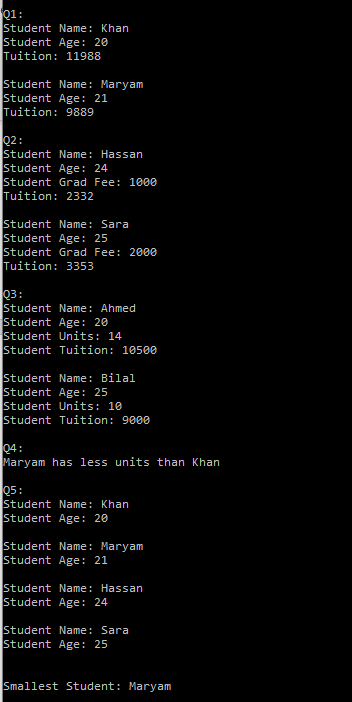 Q1:
Student Name: Khan
Student Age: 20
Tuition: 11988
Student Name: Maryam
Student Age: 21
Tuition: 9889
Q2:
Student Name: Hassan
Student Age: 24
Student Grad Fee: 1000
Tuition: 2332
Student Name: Sara
Student Age: 25
Student Grad Fee: 2000
Tuition: 3353
Q3:
Student Name: Ahmed
Student Age: 20
Student Units: 14
Student Tuition: 10500
Student Name: Bilal
Student Age: 25
Student Units: 10
Student Tuition: 9000
Q4:
Maryam has less units than Khan
Q5:
Student Name: Khan
Student Age: 20
Student Name: Maryam
Student Age: 21
Student Name: Hassan
Student Age: 24
Student Name: Sara
Student Age: 25
Smallest Student: Maryam